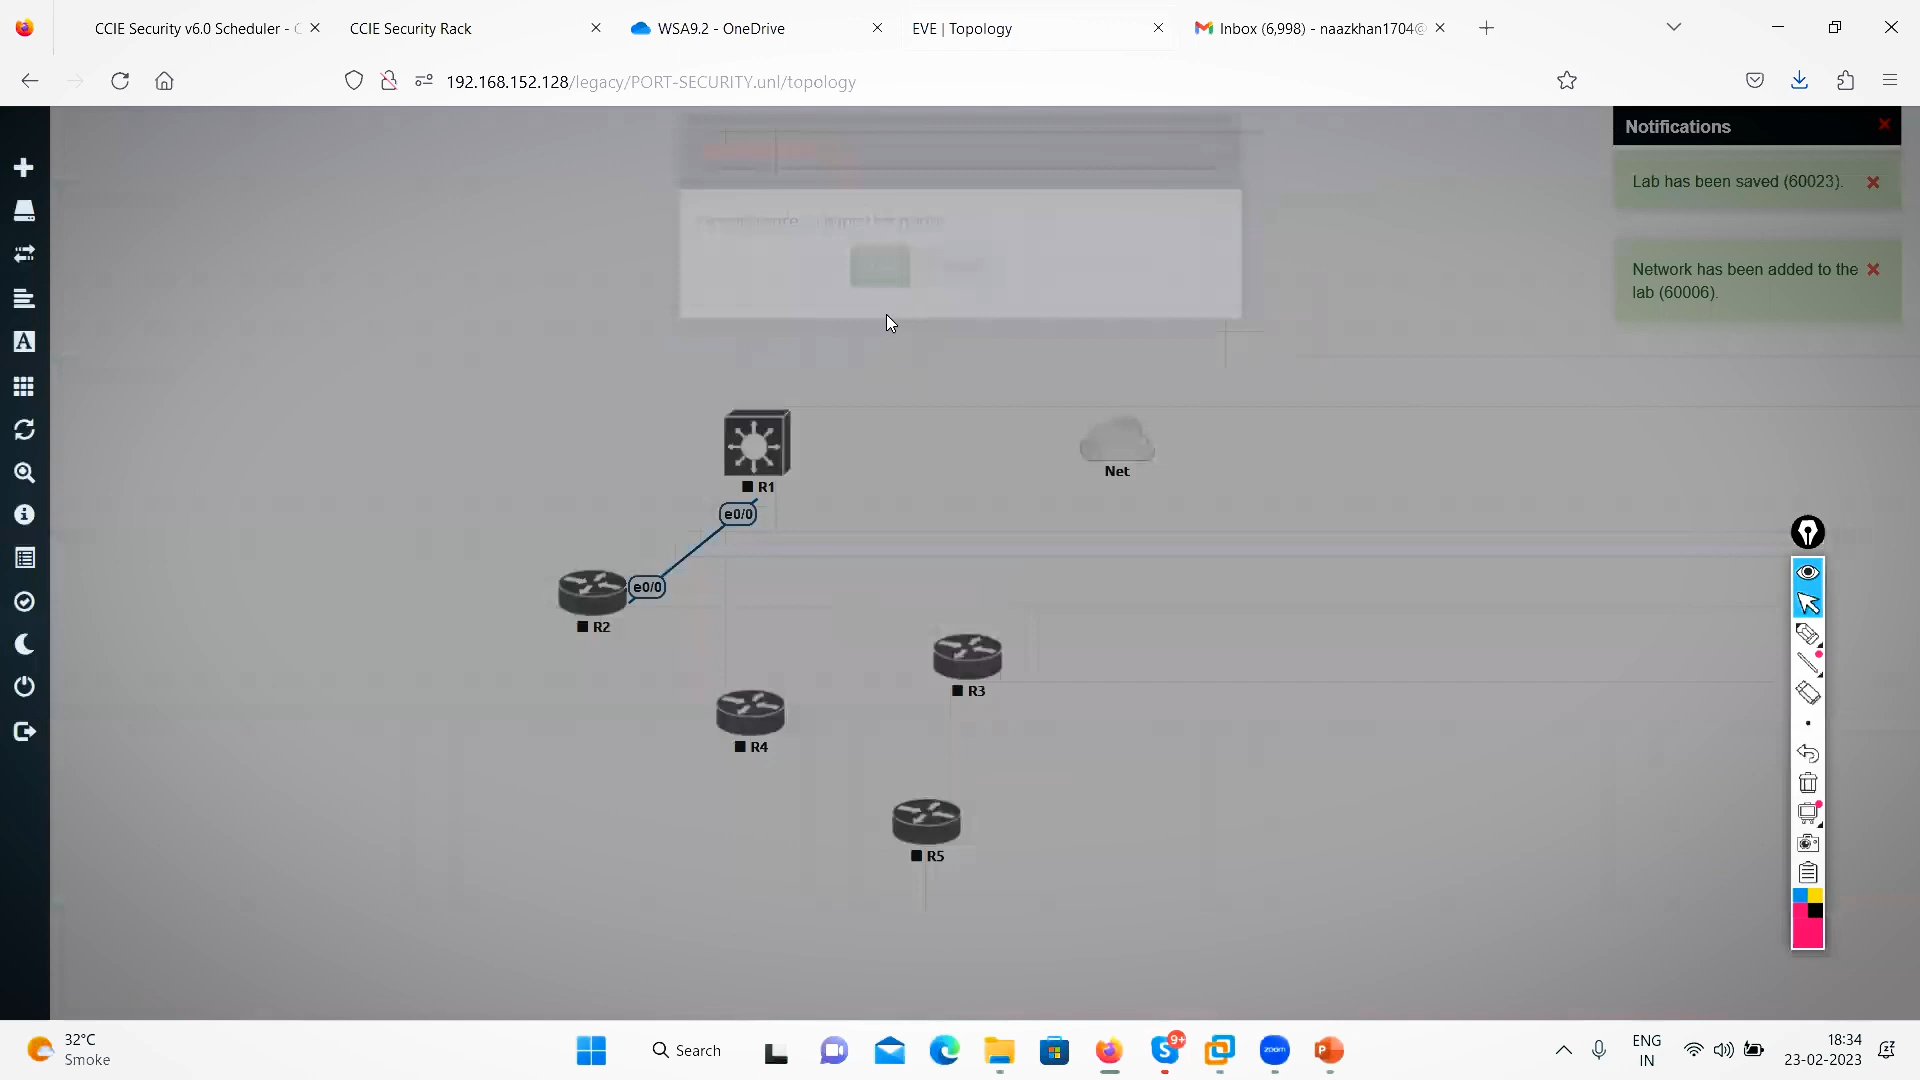 CCIE Security v6.0 Scheduler - C
CCIE Security Rack
WSA9.2 - OneDrive
EVE | Topology
Inbox (6,998) - naazkhan1704@
192.168.152.128/legacy/PORT-SECURITY.unl/topology
Notifications
Lab has been saved (60023).
Network has been added to the
lab (60006).
R1
Net
e0/0
e0/0
R2
R3
R4
R5
32°C
Smoke
Search
9+
zoom
ENG
IN
18:34
23-02-2023